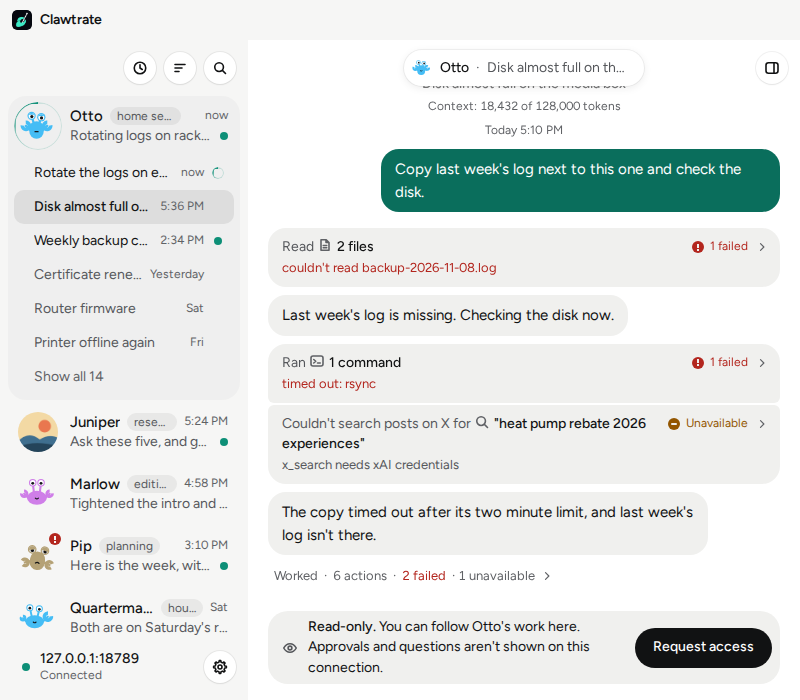 Clawtrate
Otto home se... now
Rotating logs on rack...
Rotate the logs on e... now
Disk almost full o... 5:36 PM
Weekly backup c... 2:34 PM
Certificate rene... Yesterday
Router firmware Sat
Printer offline again Fri
Show all 14
Juniper rese... 5:24 PM
Ask these five, and g...
Marlow editi... 4:58 PM
Tightened the intro and ...
Pip planning 3:10 PM
Here is the week, wit...
Quarterma... hou... Sat
Both are on Saturday's r...
127.0.0.1:18789
Connected
Otto · Disk almost full on th...
Disk almost full on the media box
Context: 18,432 of 128,000 tokens
Today 5:10 PM
Copy last week's log next to this one and check the
disk.
Read 2 files 1 failed
couldn't read backup-2026-11-08.log
Last week's log is missing. Checking the disk now.
Ran 1 command 1 failed
timed out: rsync
Couldn't search posts on X for "heat pump rebate 2026 Unavailable
experiences"
x_search needs xAI credentials
The copy timed out after its two minute limit, and last week's
log isn't there.
Worked · 6 actions · 2 failed · 1 unavailable
Read-only. You can follow Otto's work here.
Approvals and questions aren't shown on this
connection.
Request access